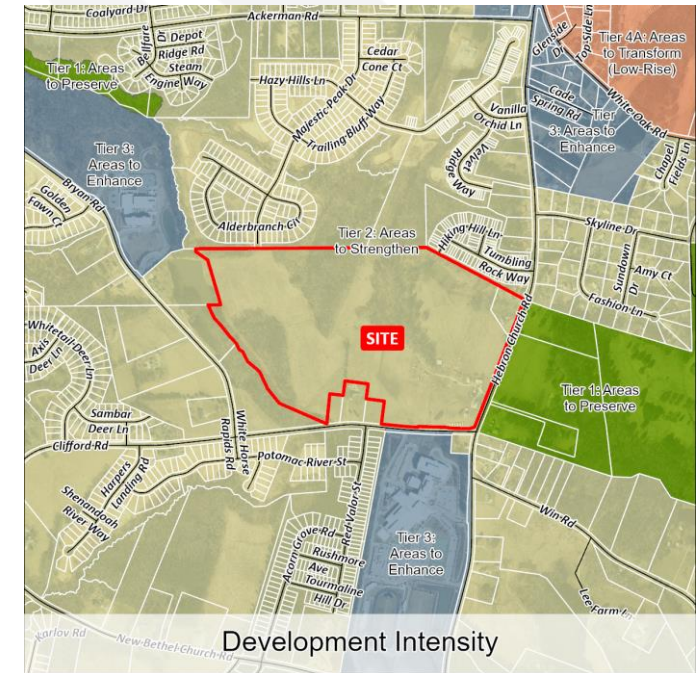 Coalyard Dr
Ackerman Rd
Bellfare
Dr
Depot
Ridge Rd
Steam
Engine Way
Tier 1: Areas
to Preserve
Cedar
Cone Ct
Hazy Hills Ln
Majestic Peak Dr
Trailing Bluff Way
Glenside
Dr
Top Side Ln
Tier 4A: Areas
to Transform
(Low-Rise)
Cade
Spring Rd
White Oak Rd
Tier
3: Areas to
Enhance
Chapel
Fields Ln
Vanilla
Orchid Ln
Velvet
Ridge Way
Tier 3:
Areas to
Enhance
Bryan Rd
Golden
Fawn Ct
Alderbranch Cir
Tier 2: Areas
to Strengthen
Hiking Hill Ln
Tumbling
Rock Way
Skyline Dr
Sundown
Dr
Amy Ct
Fashion Ln
Hebron Church Rd
SITE
Whitetail Deer Ln
Axis
Deer Ln
Tier 1: Areas
to Preserve
Sambar
Deer Ln
White Horse
Rapids Rd
Clifford Rd
Harpers
Landing Rd
Potomac River St
Shenandoah
River Way
Red Valor St
Acorn Grove Rd
Rushmore
Ave
Tourmaline
Hill Dr
Tier 3:
Areas to
Enhance
Win Rd
Lee Farm Ln
Karlov Rd
New Bethel Church Rd
Development Intensity